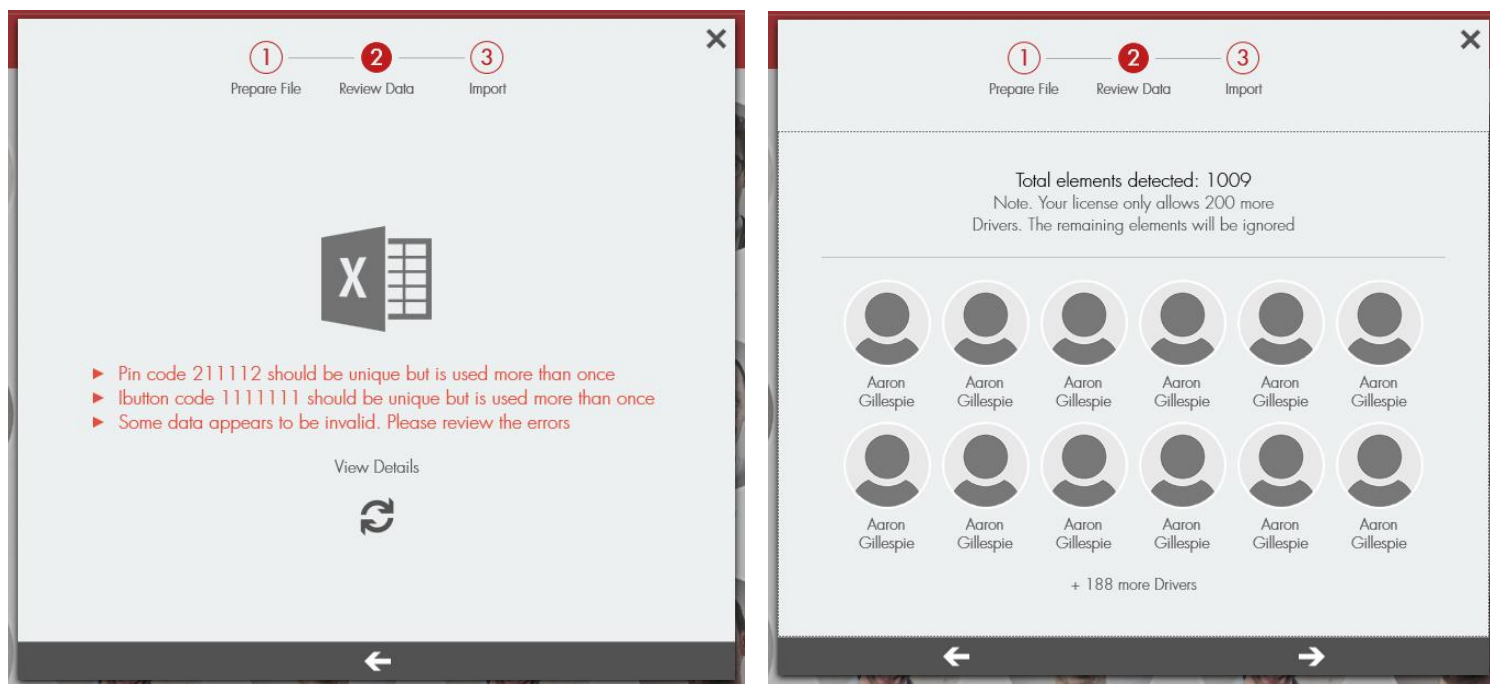 1 2 3
Prepare File Review Data Import
X
Pin code 211112 should be unique but is used more than once
Ibutton code 1111111 should be unique but is used more than once
Some data appears to be invalid. Please review the errors
View Details
1 2 3
Prepare File Review Data Import
Total elements detected: 1009
Note. Your license only allows 200 more
Drivers. The remaining elements will be ignored
Aaron Aaron Aaron Aaron Aaron Aaron
Gillespie Gillespie Gillespie Gillespie Gillespie Gillespie
Aaron Aaron Aaron Aaron Aaron Aaron
Gillespie Gillespie Gillespie Gillespie Gillespie Gillespie
+ 188 more Drivers